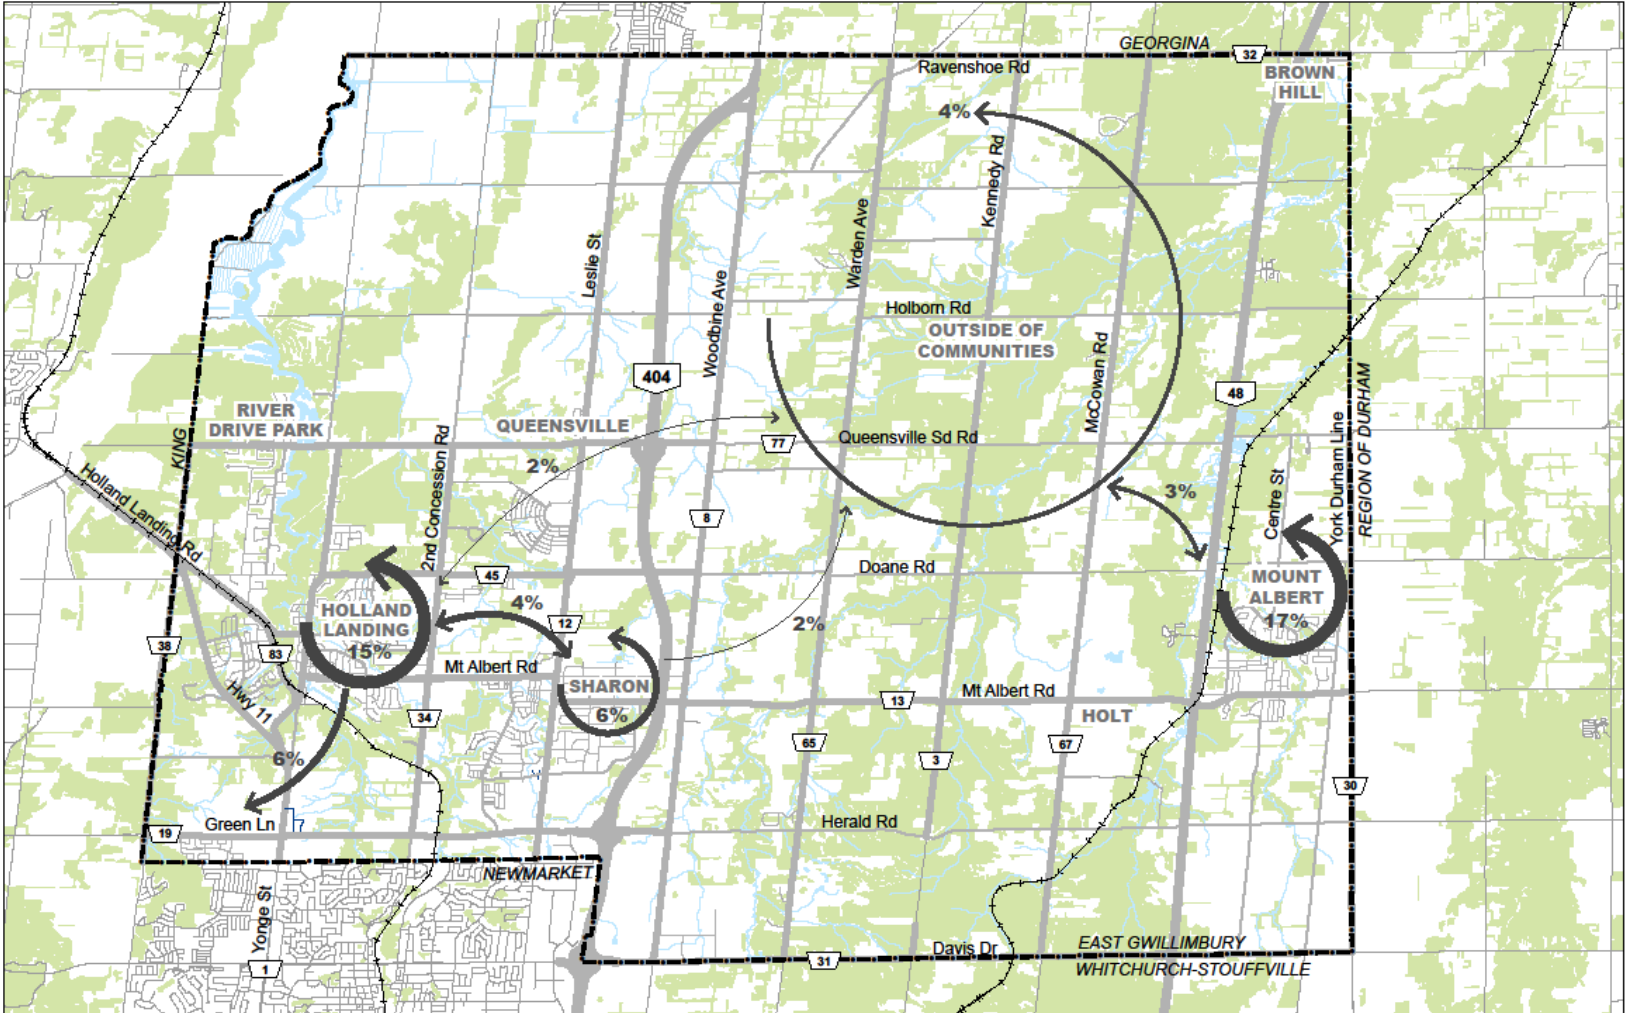 GEORGINA
32
Ravenshoe Rd
BROWN
HILL
4%
Kennedy Rd
Leslie St
Warden Ave
Woodbine Ave
Holborn Rd
OUTSIDE OF
COMMUNITIES
McCowan Rd
404
48
RIVER
DRIVE PARK
QUEENSVILLE
KING
2nd Concession Rd
77
Queensville Sd Rd
York Durham Line
REGION OF DURHAM
2%
Holland Landing Rd
3%
Centre St
8
45
Doane Rd
MOUNT
ALBERT
17%
HOLLAND
LANDING
15%
4%
12
2%
38
83
Mt Albert Rd
SHARON
6%
Hwy 11
34
13
Mt Albert Rd
HOLT
65
3
67
6%
30
19
Green Ln
Herald Rd
NEWMARKET
Yonge St
1
31
Davis Dr
EAST GWILLIMBURY
WHITCHURCH-STOUFFVILLE